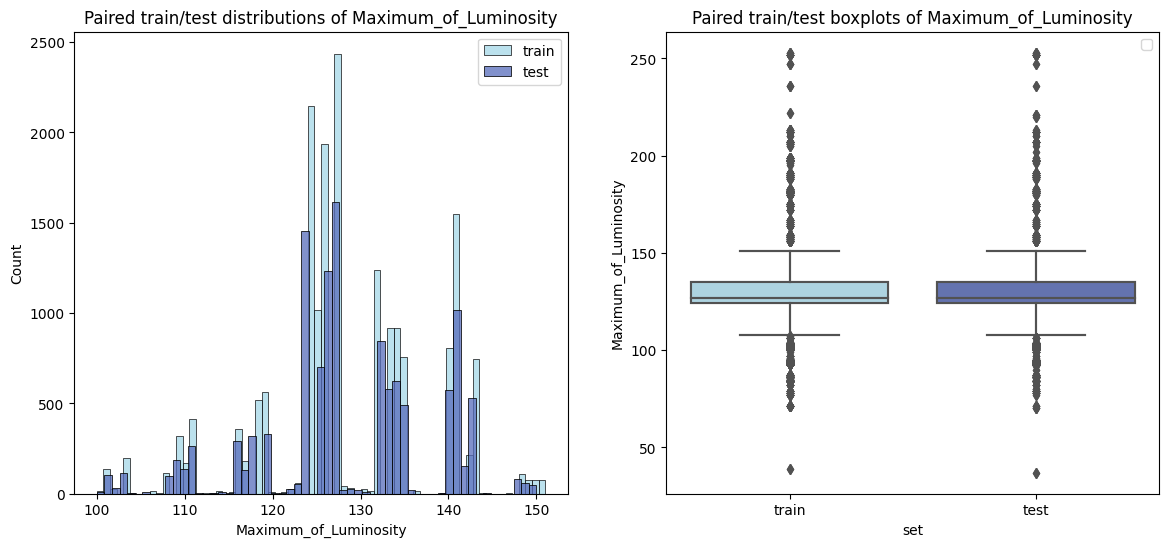 Paired train/test distributions of Maximum_of_Luminosity
train
test
2500
2000
1500
1000
500
0
Count
100
110
120
130
140
150
Maximum_of_Luminosity
Paired train/test boxplots of Maximum_of_Luminosity
250
200
150
100
50
Maximum_of_Luminosity
train
test
set